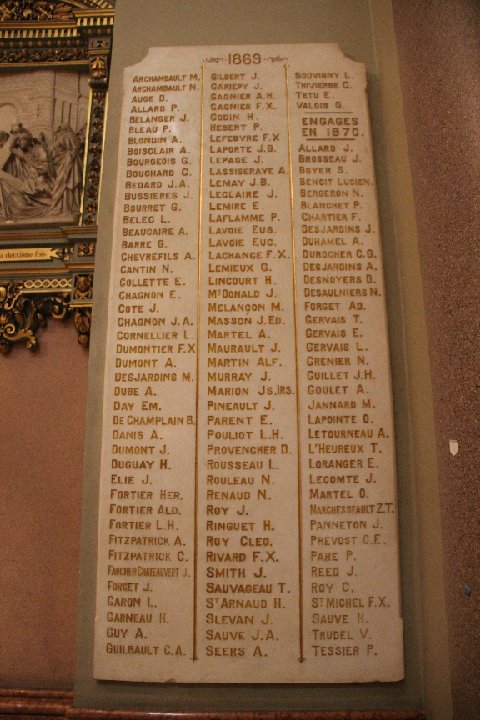 1869
ARCHAMBAULT M.
ARCHAMBAULT N.
AUGE D.
ALLARD P.
BELANGER J.
BLEAU P.
BLONDIN A.
BOISCLAIR A.
BOURGEOIS G.
BOUCHARD C.
BEDARD J.A.
BUSSIERES J.
BOURRET G.
BELEC L.
BEAUCAIRE A.
BARRE G.
CHEVREFILS A.
CANTIN N.
COLLETTE E.
CHAGNON E.
COTE J.
CHAGNON J.A.
CORNELLIER L.
DUMONTIER F.X
DUMONT A.
DESJARDINS M.
DUBE A.
DAY EM.
DE CHAMPLAIN B.
DANIS A.
DUMONT J.
DUGUAY H.
ELIE J.
FORTIER HER.
FORTIER ALD.
FORTIER L.H.
FITZPATRICK A.
FITZPATRICK C.
FAUCHER CHATEAUVERT J.
FORGET J.
GARON L.
GARNEAU H.
GUY A.
GUILBAULT C.A.
GILBERT J.
GARIEPY J.
GAGNIER A.H.
GAGNIER F.X.
GODIN H.
HEBERT P.
LEFEBVRE F.X
LAPORTE J.B.
LEPAGE J.
LASSISERAYE A.
LEMAY J.B.
LECLAIRE J.
LEMIRE E.
LAFLAMME P.
LAVOIE EUS.
LAVOIE EUG.
LACHANCE F.X
LEMIEUX G.
LINCOURT H.
McDONALD J.
MELANÇON M.
MASSON J.ED.
MARTEL A.
MAURAULT J.
MARTIN ALF.
MURRAY J.
MARION JS.IRS.
PINEAULT J.
PARENT E.
POULIOT L.H.
PROVENCHER D.
ROUSSEAU L.
ROULEAU N.
RENAUD N.
ROY J.
RINGUET H.
ROY CLEO.
RIVARD F.X.
SMITH J.
SAUVAGEAU T.
ST ARNAUD H.
SLEVAN J.
SAUVE J.A.
SEERS A.
SOUVIGNY L.
THIVIERGE C.
TETU E.
VALOIS G.
ENGAGES
EN 1870.
ALLARD J.
BROSSEAU J.
BOYER S.
BENOIT LUCIEN.
BERGERON N.
BLANCHET P.
CHARTIER F.
DESJARDINS J.
DUHAMEL A.
DUROCHER C.G.
DESJARDINS A.
DESNOYERS D.
DESAULNIERS N.
FORGET AD.
GERVAIS T.
GERVAIS E.
GERVAIS L.
GRENIER N.
GUILLET J.H.
GOULET A.
JANNARD M.
LAPOINTE O.
LETOURNEAU A.
L'HEUREUX T.
LORANGER E.
LECOMTE J.
MARTEL O.
MARCHESSEAULT Z.T.
PANNETON J.
PREVOST C.E.
PARE P.
REED J.
ROY C.
ST MICHEL F.X.
SAUVE H.
TRUDEL V.
TESSIER P.